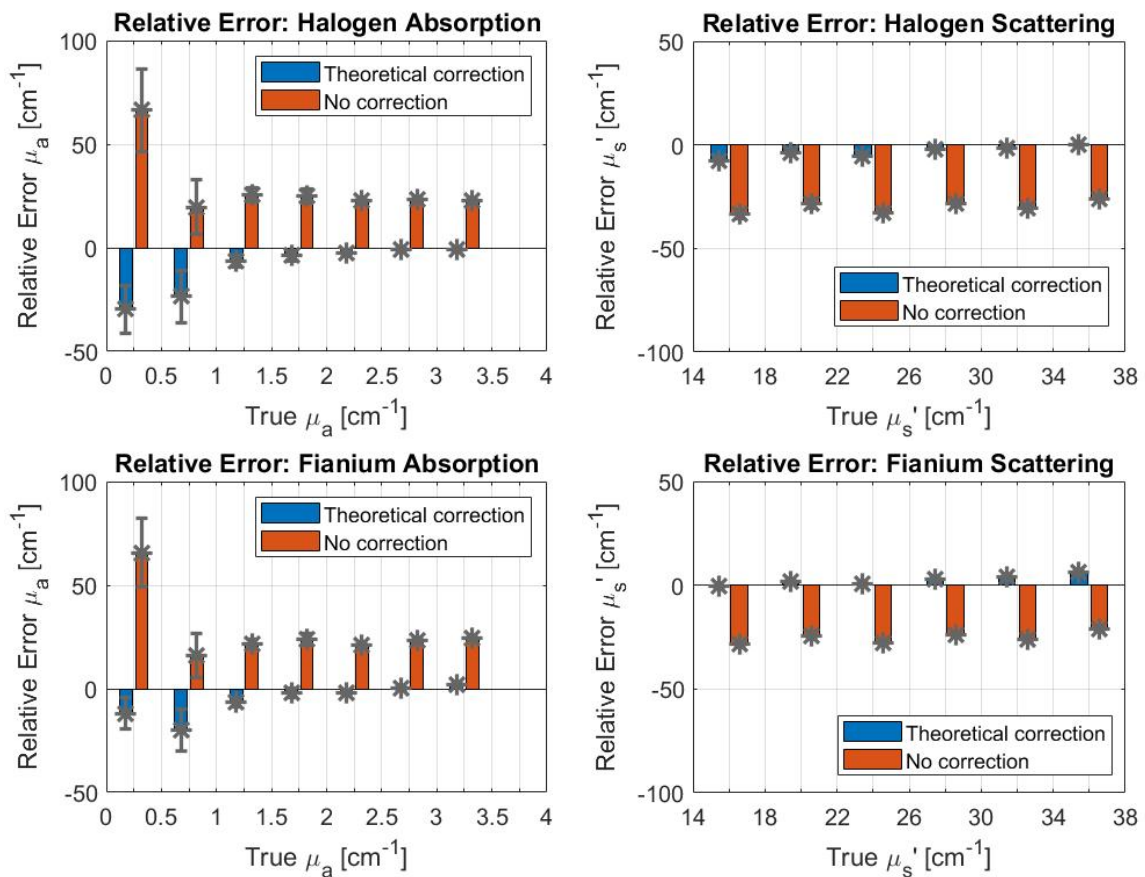 Relative Error: Halogen Absorption
100
50
0
-50
Relative Error μa [cm-1]
Theoretical correction
No correction
0 0.5 1 1.5 2 2.5 3 3.5 4
True μa [cm-1]
Relative Error: Halogen Scattering
50
0
-50
-100
Relative Error μs' [cm-1]
Theoretical correction
No correction
14 18 22 26 30 34 38
True μs' [cm-1]
Relative Error: Fianium Absorption
100
50
0
-50
Relative Error μa [cm-1]
Theoretical correction
No correction
0 0.5 1 1.5 2 2.5 3 3.5 4
True μa [cm-1]
Relative Error: Fianium Scattering
50
0
-50
-100
Relative Error μs' [cm-1]
Theoretical correction
No correction
14 18 22 26 30 34 38
True μs' [cm-1]